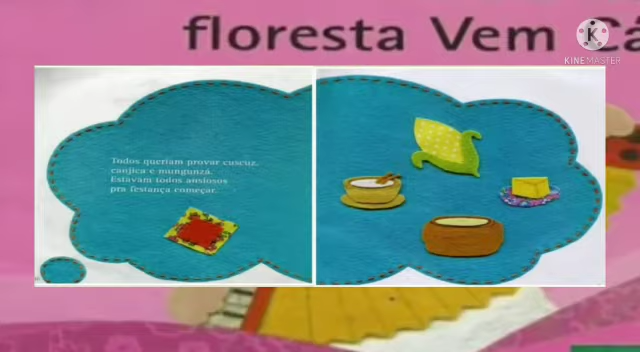 floresta Vem Cá
KINEMASTER
Todos queriam provar cuscuz,
canjica e mungunzá.
Estavam todos ansiosos
pra festança começar.